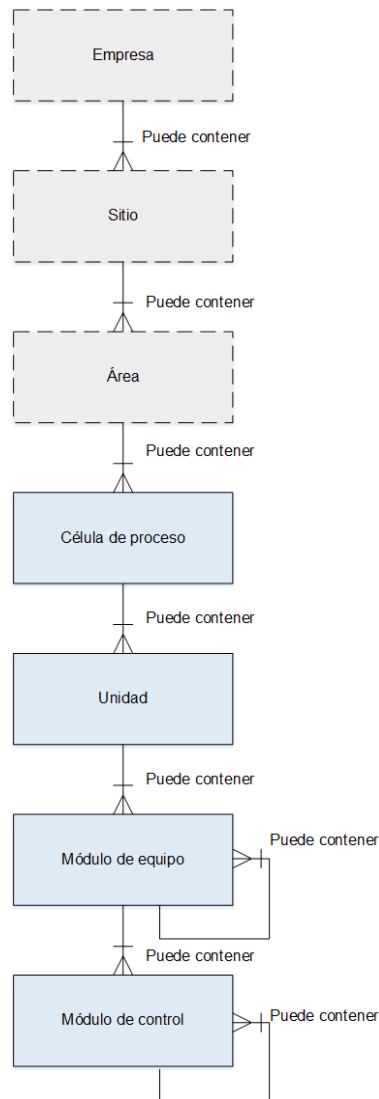 Empresa
Puede contener
Sitio
Puede contener
Área
Puede contener
Célula de proceso
Puede contener
Unidad
Puede contener
Módulo de equipo
Puede contener
Puede contener
Módulo de control
Puede contener